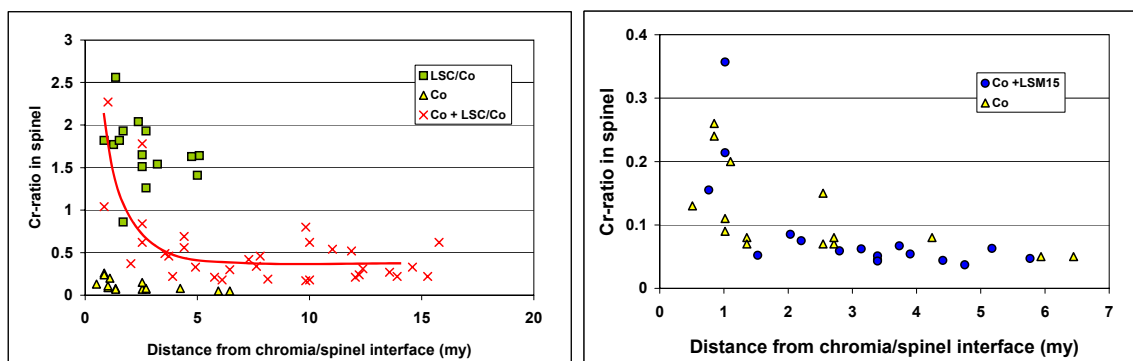 3
2.5
2
1.5
1
0.5
0
Cr-ratio in spinel
LSC/Co
Co
Co + LSC/Co
0 5 10 15 20
Distance from chromia/spinel interface (my)
0.4
0.3
0.2
0.1
0
Cr-ratio in spinel
Co +LSM15
Co
0 1 2 3 4 5 6 7
Distance from chromia/spinel interface (my)